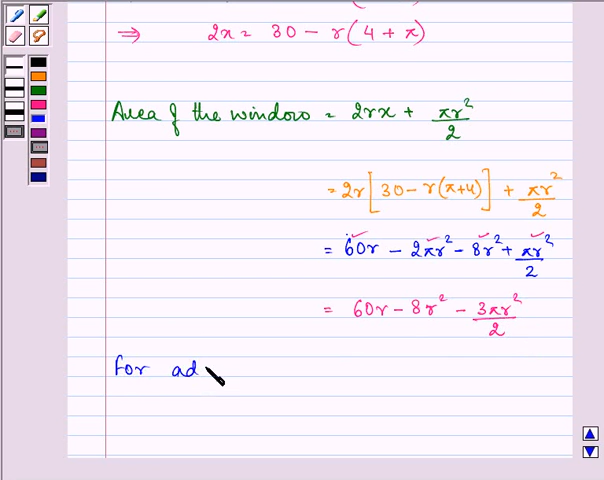 ⇒ 2x = 30 - r(4 + π)
Area of the window = 2rx + πr²/2
= 2r[30 - r(π+4)] + πr²/2
= 60r - 2πr² - 8r² + πr²/2
= 60r - 8r² - 3πr²/2
For ad